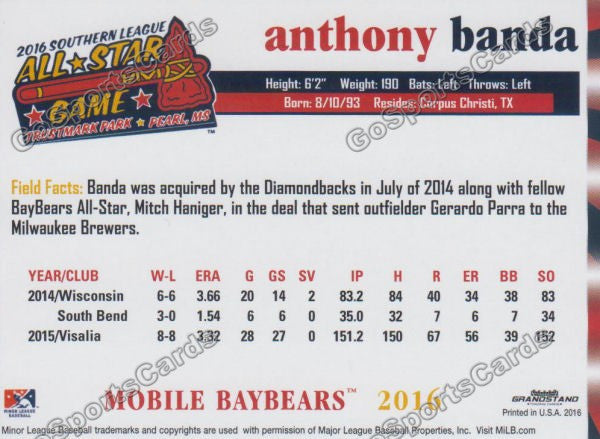 2016 SOUTHERN LEAGUE
ALL★STAR
GAME
TRUSTMARK PARK ★ PEARL, MS
TM
anthony banda
Height: 6'2" Weight: 190 Bats: Left Throws: Left
Born: 8/10/93 Resides: Corpus Christi, TX
Field Facts: Banda was acquired by the Diamondbacks in July of 2014 along with fellow
BayBears All-Star, Mitch Haniger, in the deal that sent outfielder Gerardo Parra to the
Milwaukee Brewers.
YEAR/CLUB W-L ERA G GS SV IP H R ER BB SO
2014/Wisconsin 6-6 3.66 20 14 2 83.2 84 40 34 38 83
South Bend 3-0 1.54 6 6 0 35.0 32 7 6 7 34
2015/Visalia 8-8 3.32 28 27 0 151.2 150 67 56 39 152
MINOR LEAGUE
BASEBALL
MOBILE BAYBEARS™ 2016
GRANDSTAND
Printed in U.S.A. 2016
Minor League Baseball trademarks and copyrights are used with permission of Major League Baseball Properties, Inc. Visit MiLB.com
GoSportsCards
GoSportsCards
GoSportsCards
GoSportsCards
GoSportsCards